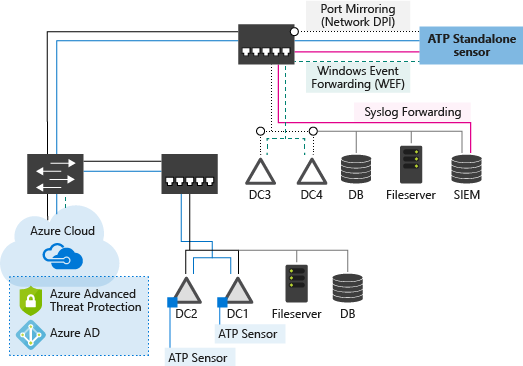 Port Mirroring
(Network DPI)
ATP Standalone
sensor
Windows Event
Forwarding (WEF)
Syslog Forwarding
DC3
DC4
DB
Fileserver
SIEM
Azure Cloud
Azure Advanced
Threat Protection
Azure AD
DC2
DC1
Fileserver
DB
ATP Sensor
ATP Sensor